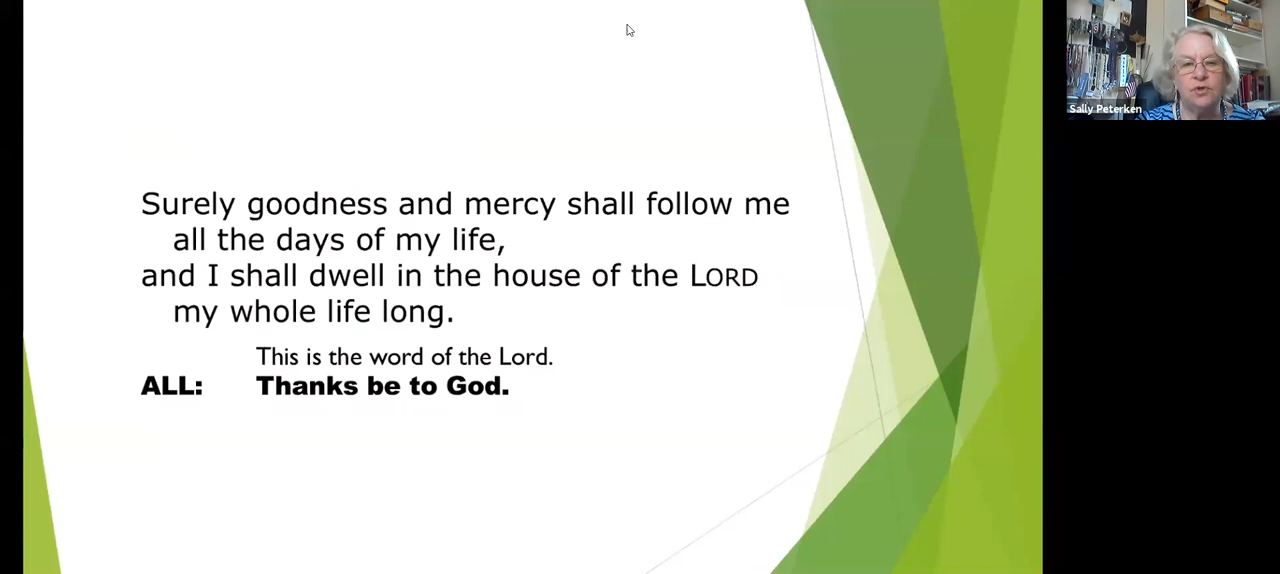 Surely goodness and mercy shall follow me
all the days of my life,
and I shall dwell in the house of the LORD
my whole life long.
This is the word of the Lord.
ALL: Thanks be to God.
Sally Peterken